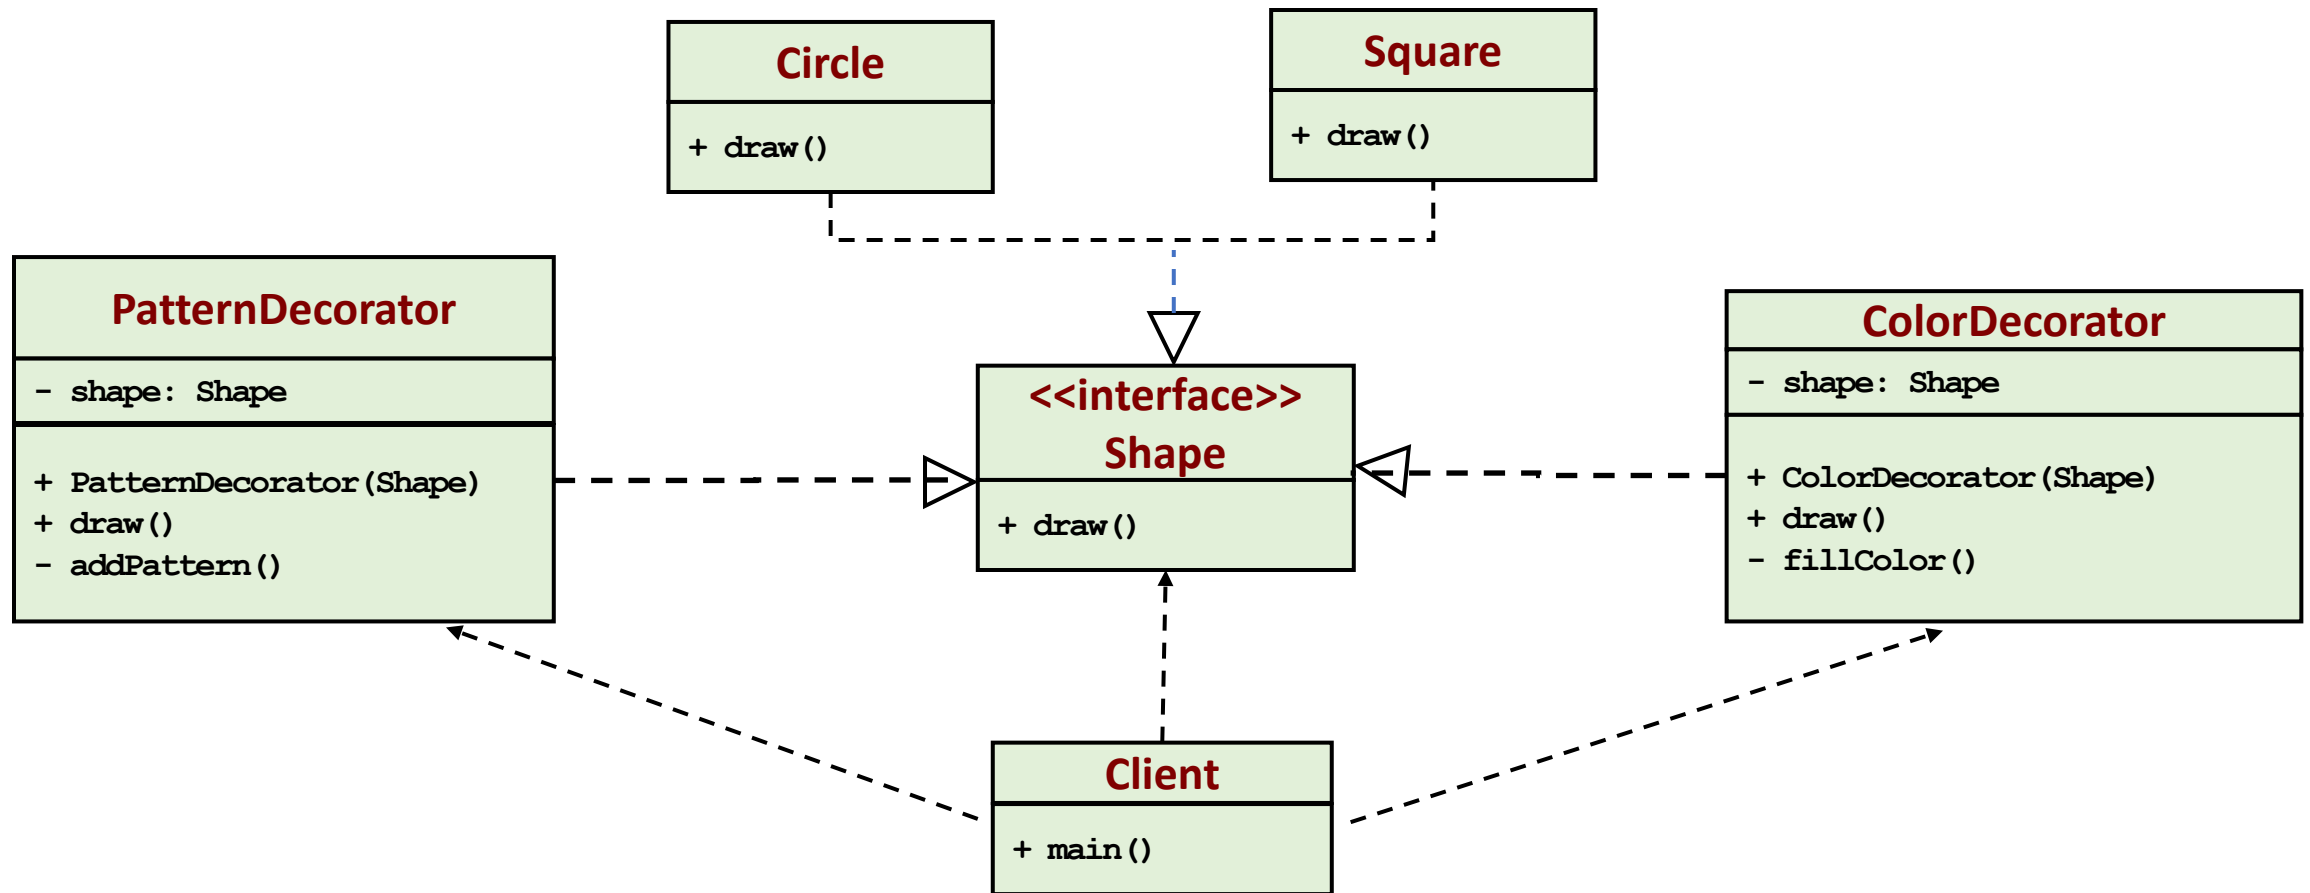 Circle
+ draw()
Square
+ draw()
PatternDecorator
- shape: Shape
+ PatternDecorator(Shape)
+ draw()
- addPattern()
<<interface>>
Shape
+ draw()
ColorDecorator
- shape: Shape
+ ColorDecorator(Shape)
+ draw()
- fillColor()
Client
+ main()